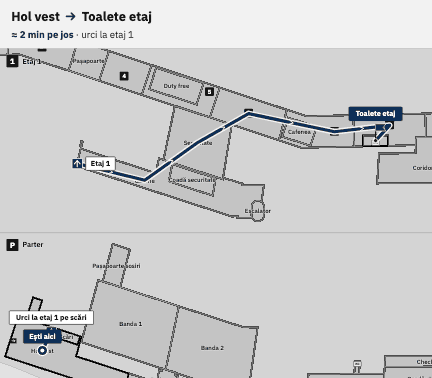 Hol vest → Toalete etaj
≈ 2 min pe jos · urci la etaj 1
1 Etaj 1
Pașapoarte
4
Duty free
5
Toalete etaj
Cafenea
Etaj 1
Coadă securitate
Coridor
Escalator
P Parter
Pașapoarte sosiri
Urci la etaj 1 pe scări
Banda 1
Ești aici
Banda 2
Check